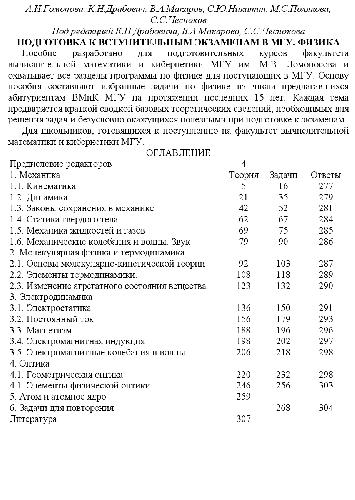 А.Н.Гомонова, К.Н.Драбович, В.А.Макаров, С.Ю.Никитин, М.С.Полякова,
С.С.Чесноков
Под редакцией К.Н.Драбовича, В.А.Макарова, С.С.Чеснокова
ПОДГОТОВКА К ВСТУПИТЕЛЬНЫМ ЭКЗАМЕНАМ В МГУ. ФИЗИКА
Пособие разработано для подготовительных курсов факультета
вычислительной математики и кибернетики МГУ им. М.В. Ломоносова и
охватывает все разделы программы по физике для поступающих в МГУ. Основу
пособия составляют избранные задачи по физике из числа предлагавшихся
абитуриентам ВМиК МГУ на протяжении последних 15 лет. Каждая тема
предваряется краткой сводкой базовых теоретических сведений, необходимых для
решения задач и безусловно оказующихся полезными при подготовке к экзаменам.
Для школьников, готовящихся к поступлению на факультет вычислительной
математики и кибернетики МГУ.
ОГЛАВЛЕНИЕ
Предисловие редакторов 4
1. Механика Теория Задачи Ответы
1.1. Кинематика 5 16 277
1.2. Динамика 21 35 279
1.3. Законы сохранения в механике 42 52 281
1.4. Статика твердого тела 62 67 284
1.5. Механика жидкостей и газов 69 75 285
1.6. Механические колебания и волны. Звук 79 90 286
2. Молекулярная физика и термодинамика
2.1. Основы молекулярно-кинетической теории 92 103 287
2.2. Элементы термодинамики. 108 118 289
2.3. Изменение агрегатного состояния вещества 123 132 290
3. Электродинамика
3.1. Электростатика 136 150 291
3.2. Постоянный ток 156 179 293
3.3. Магнетизм 188 196 296
3.4. Электромагнитная индукция 198 202 297
3.5. Электромагнитные колебания и волны 206 218 298
4. Оптика
4.1. Геометрическая оптика 220 232 298
4.1. Элементы физической оптики 246 256 303
5. Атом и атомное ядро 259
6. Задачи для повторения 268 304
Литература 307